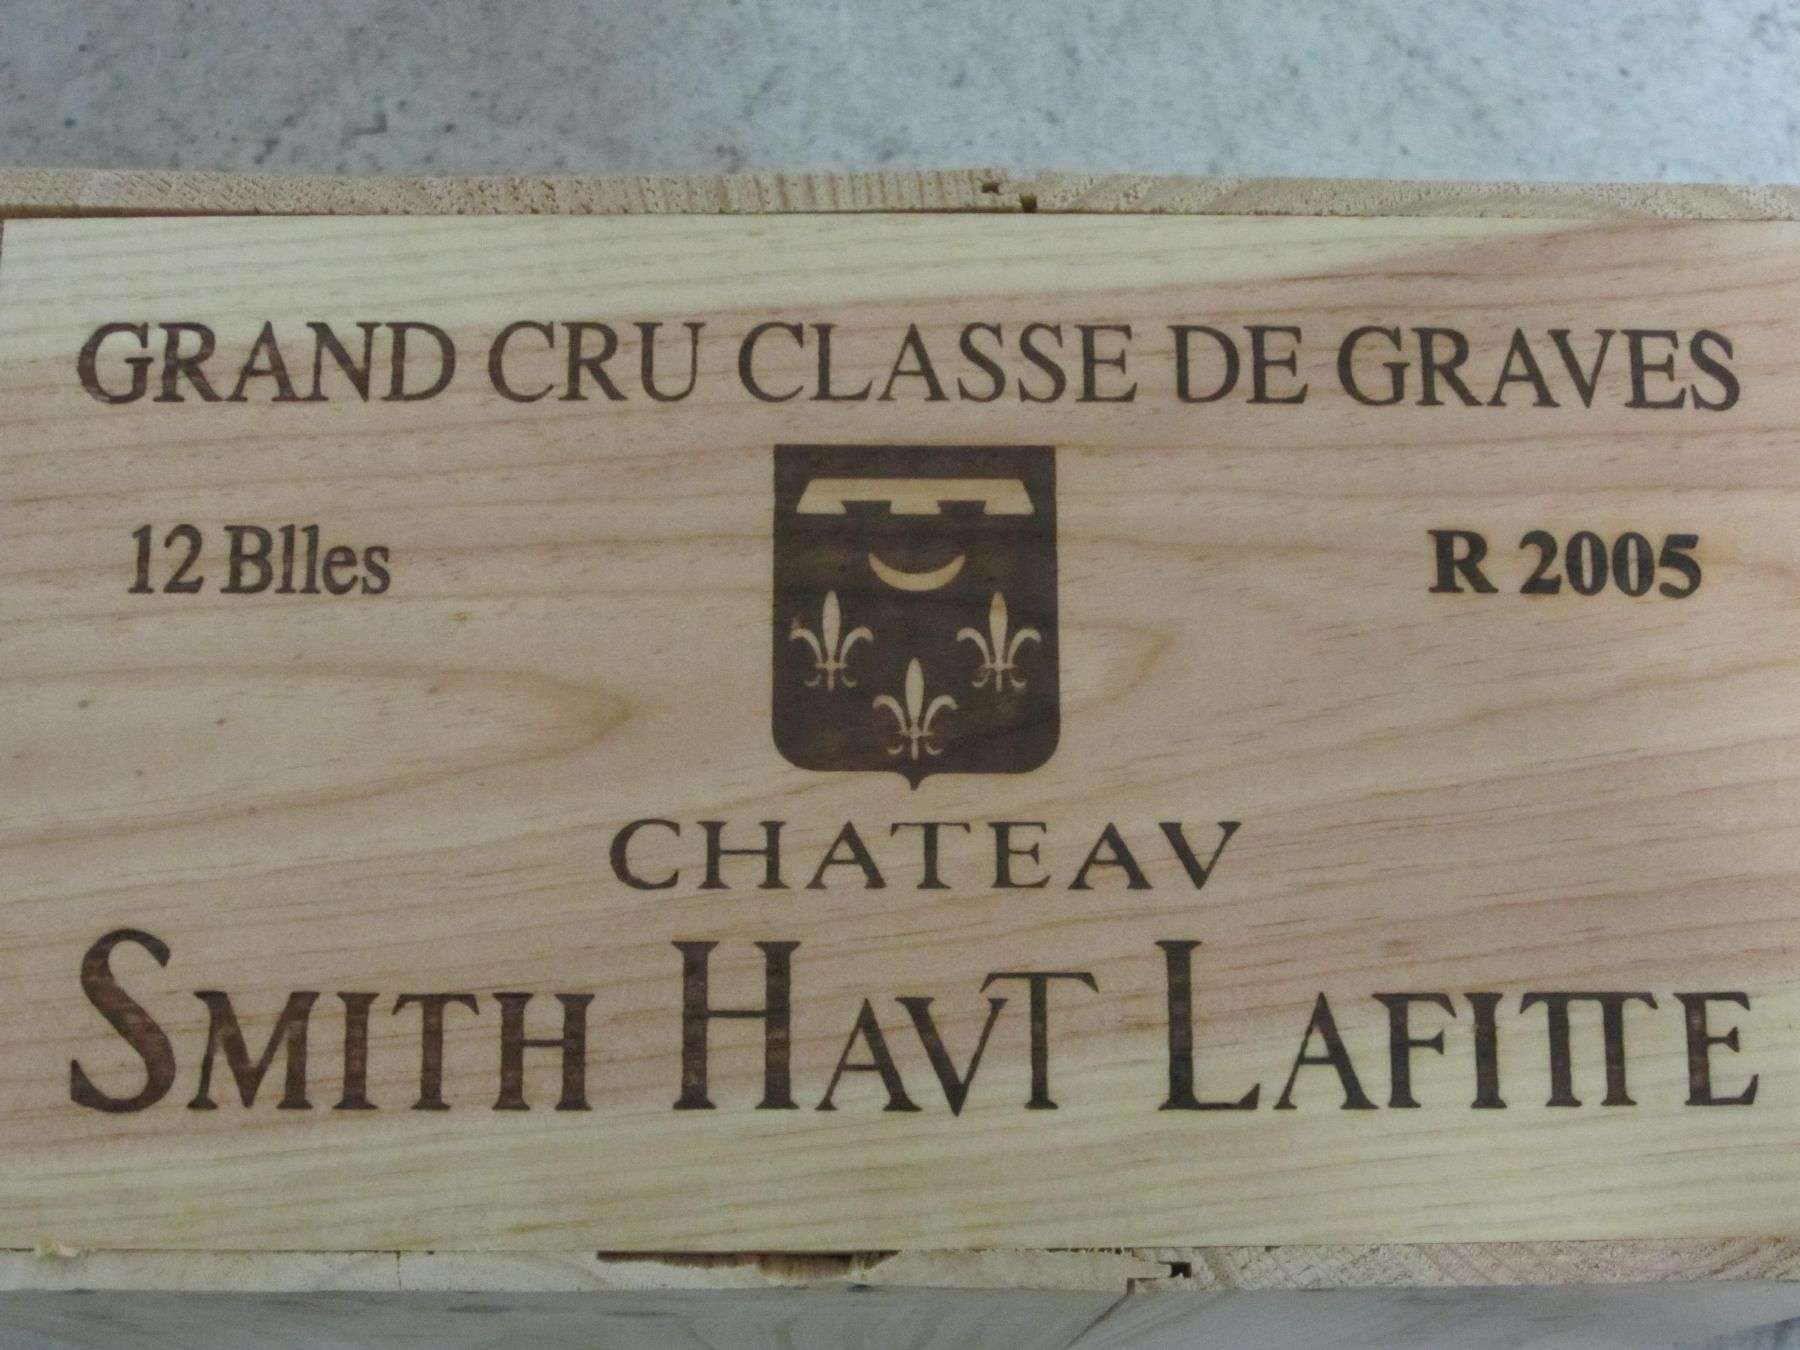 GRAND CRU CLASSE DE GRAVES
12 Blles
R 2005
CHATEAV
SMITH HAVT LAFITTE